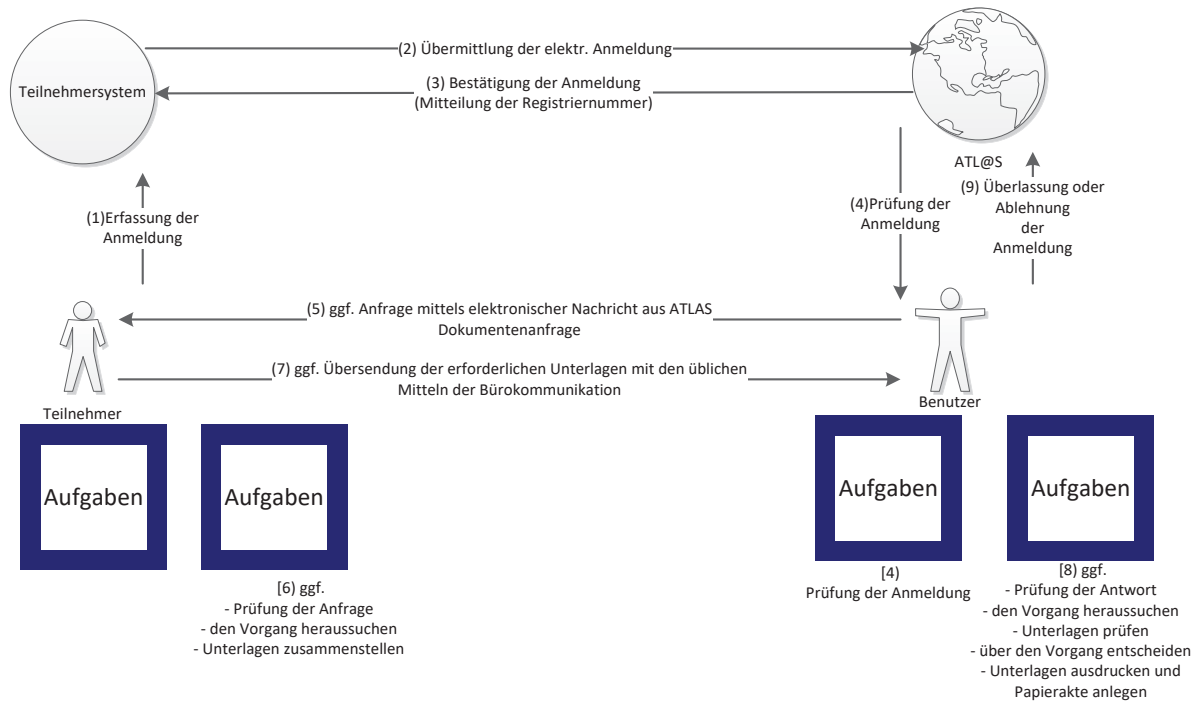 (2) Übermittlung der elektr. Anmeldung
Teilnehmersystem
(3) Bestätigung der Anmeldung
(Mitteilung der Registriernummer)
ATL@S
(1)Erfassung der
Anmeldung
(4)Prüfung der
Anmeldung
(9) Überlassung oder
Ablehnung
der
Anmeldung
(5) ggf. Anfrage mittels elektronischer Nachricht aus ATLAS
Dokumentenanfrage
(7) ggf. Übersendung der erforderlichen Unterlagen mit den üblichen
Mitteln der Bürokommunikation
Teilnehmer
Benutzer
Aufgaben
Aufgaben
Aufgaben
Aufgaben
[6) ggf.
- Prüfung der Anfrage
- den Vorgang heraussuchen
- Unterlagen zusammenstellen
[4)
Prüfung der Anmeldung
[8) ggf.
- Prüfung der Antwort
- den Vorgang heraussuchen
- Unterlagen prüfen
- über den Vorgang entscheiden
- Unterlagen ausdrucken und
Papierakte anlegen